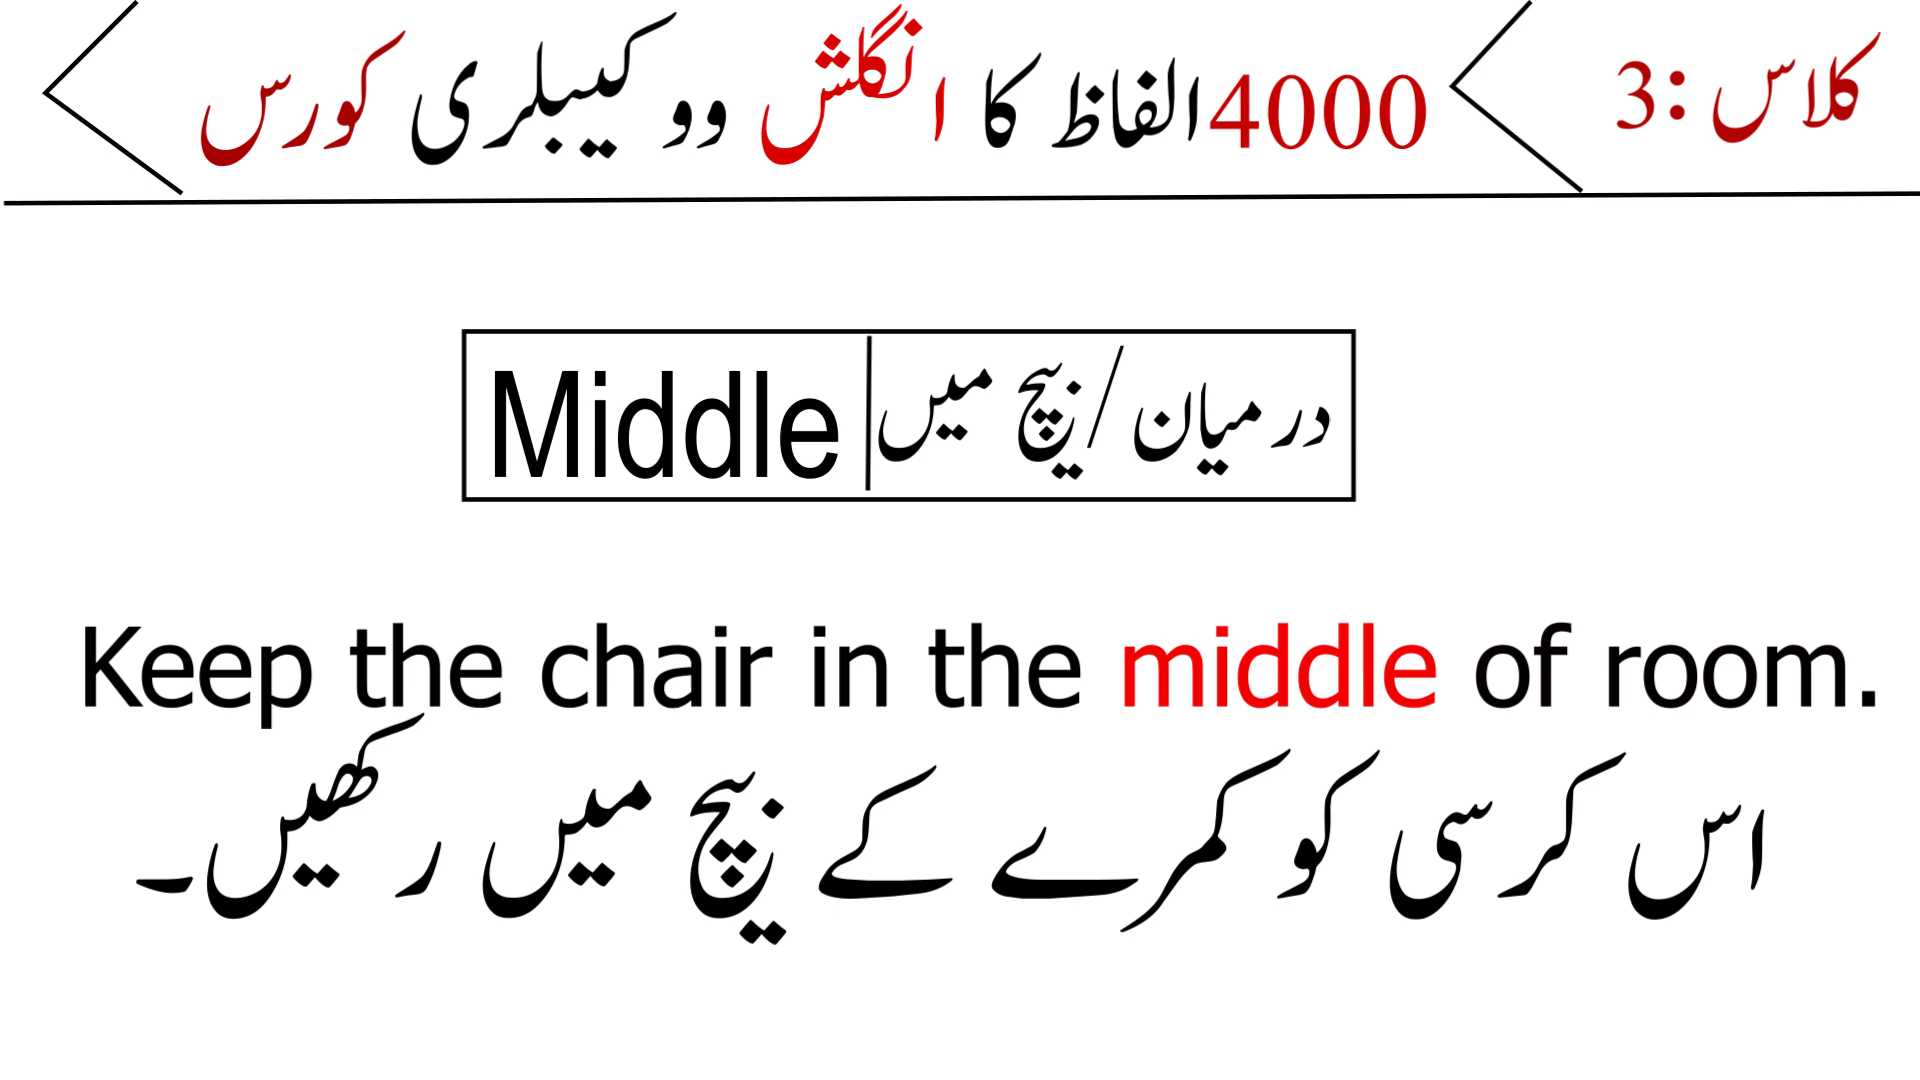 کلاس :3
4000 الفاظ کا انگلش ووکیبلری کورس
Middle | درمیان/بیچ میں
Keep the chair in the middle of room.
اس کرسی کو کمرے کے بیچ میں رکھیں۔